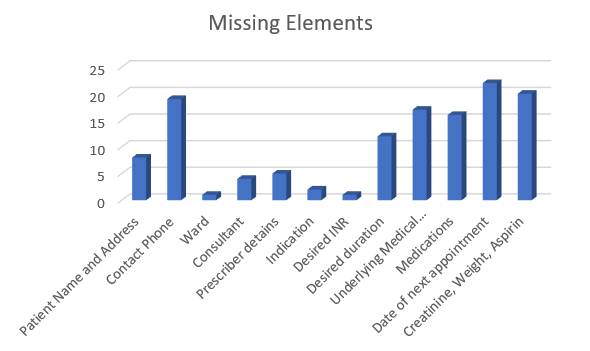 Missing Elements
25
20
15
10
5
0
Patient Name and Address
Contact Phone
Ward
Consultant
Prescriber detains
Indication
Desired INR
Desired duration
Underlying Medical...
Medications
Date of next appointment
Creatinine, Weight, Aspirin